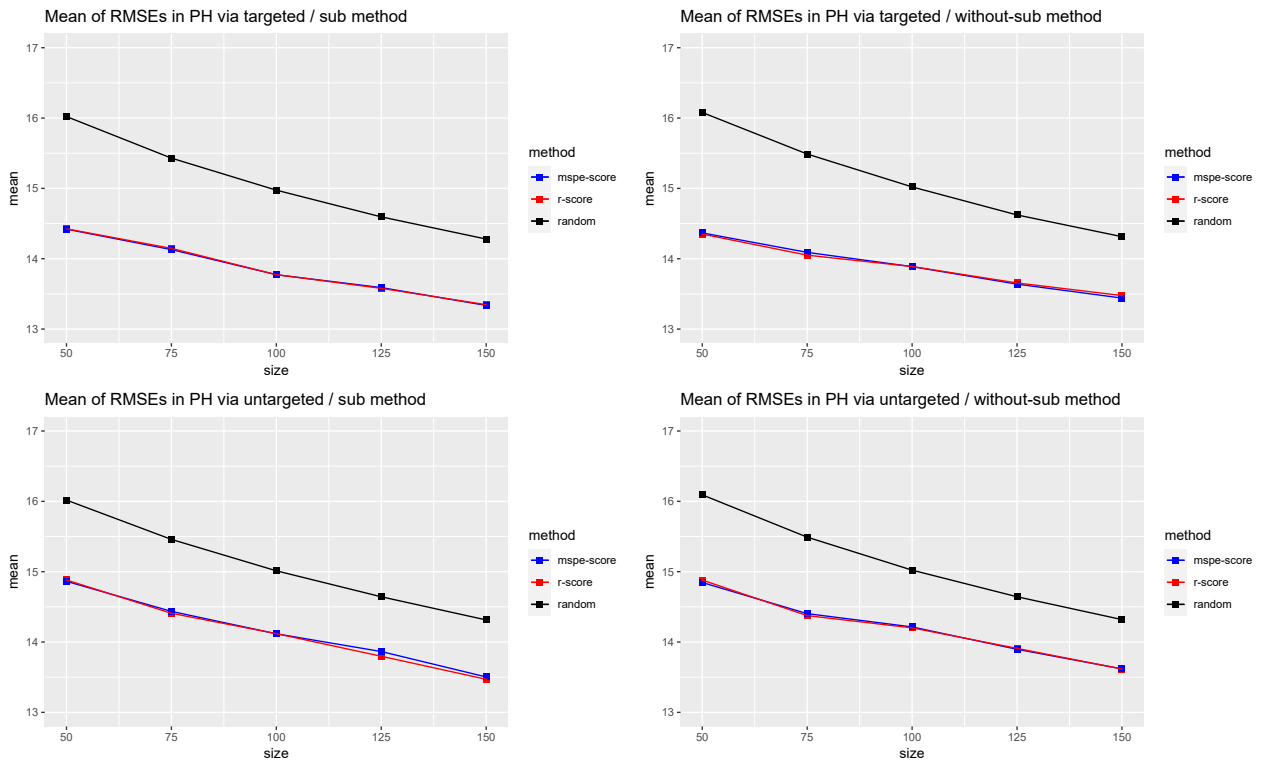 Mean of RMSEs in PH via targeted / sub method
17
16
15
14
13
mean
50 75 100 125 150
size
method
mspe-score
r-score
random
Mean of RMSEs in PH via targeted / without-sub method
17
16
15
14
13
mean
50 75 100 125 150
size
method
mspe-score
r-score
random
Mean of RMSEs in PH via untargeted / sub method
17
16
15
14
13
mean
50 75 100 125 150
size
method
mspe-score
r-score
random
Mean of RMSEs in PH via untargeted / without-sub method
17
16
15
14
13
mean
50 75 100 125 150
size
method
mspe-score
r-score
random